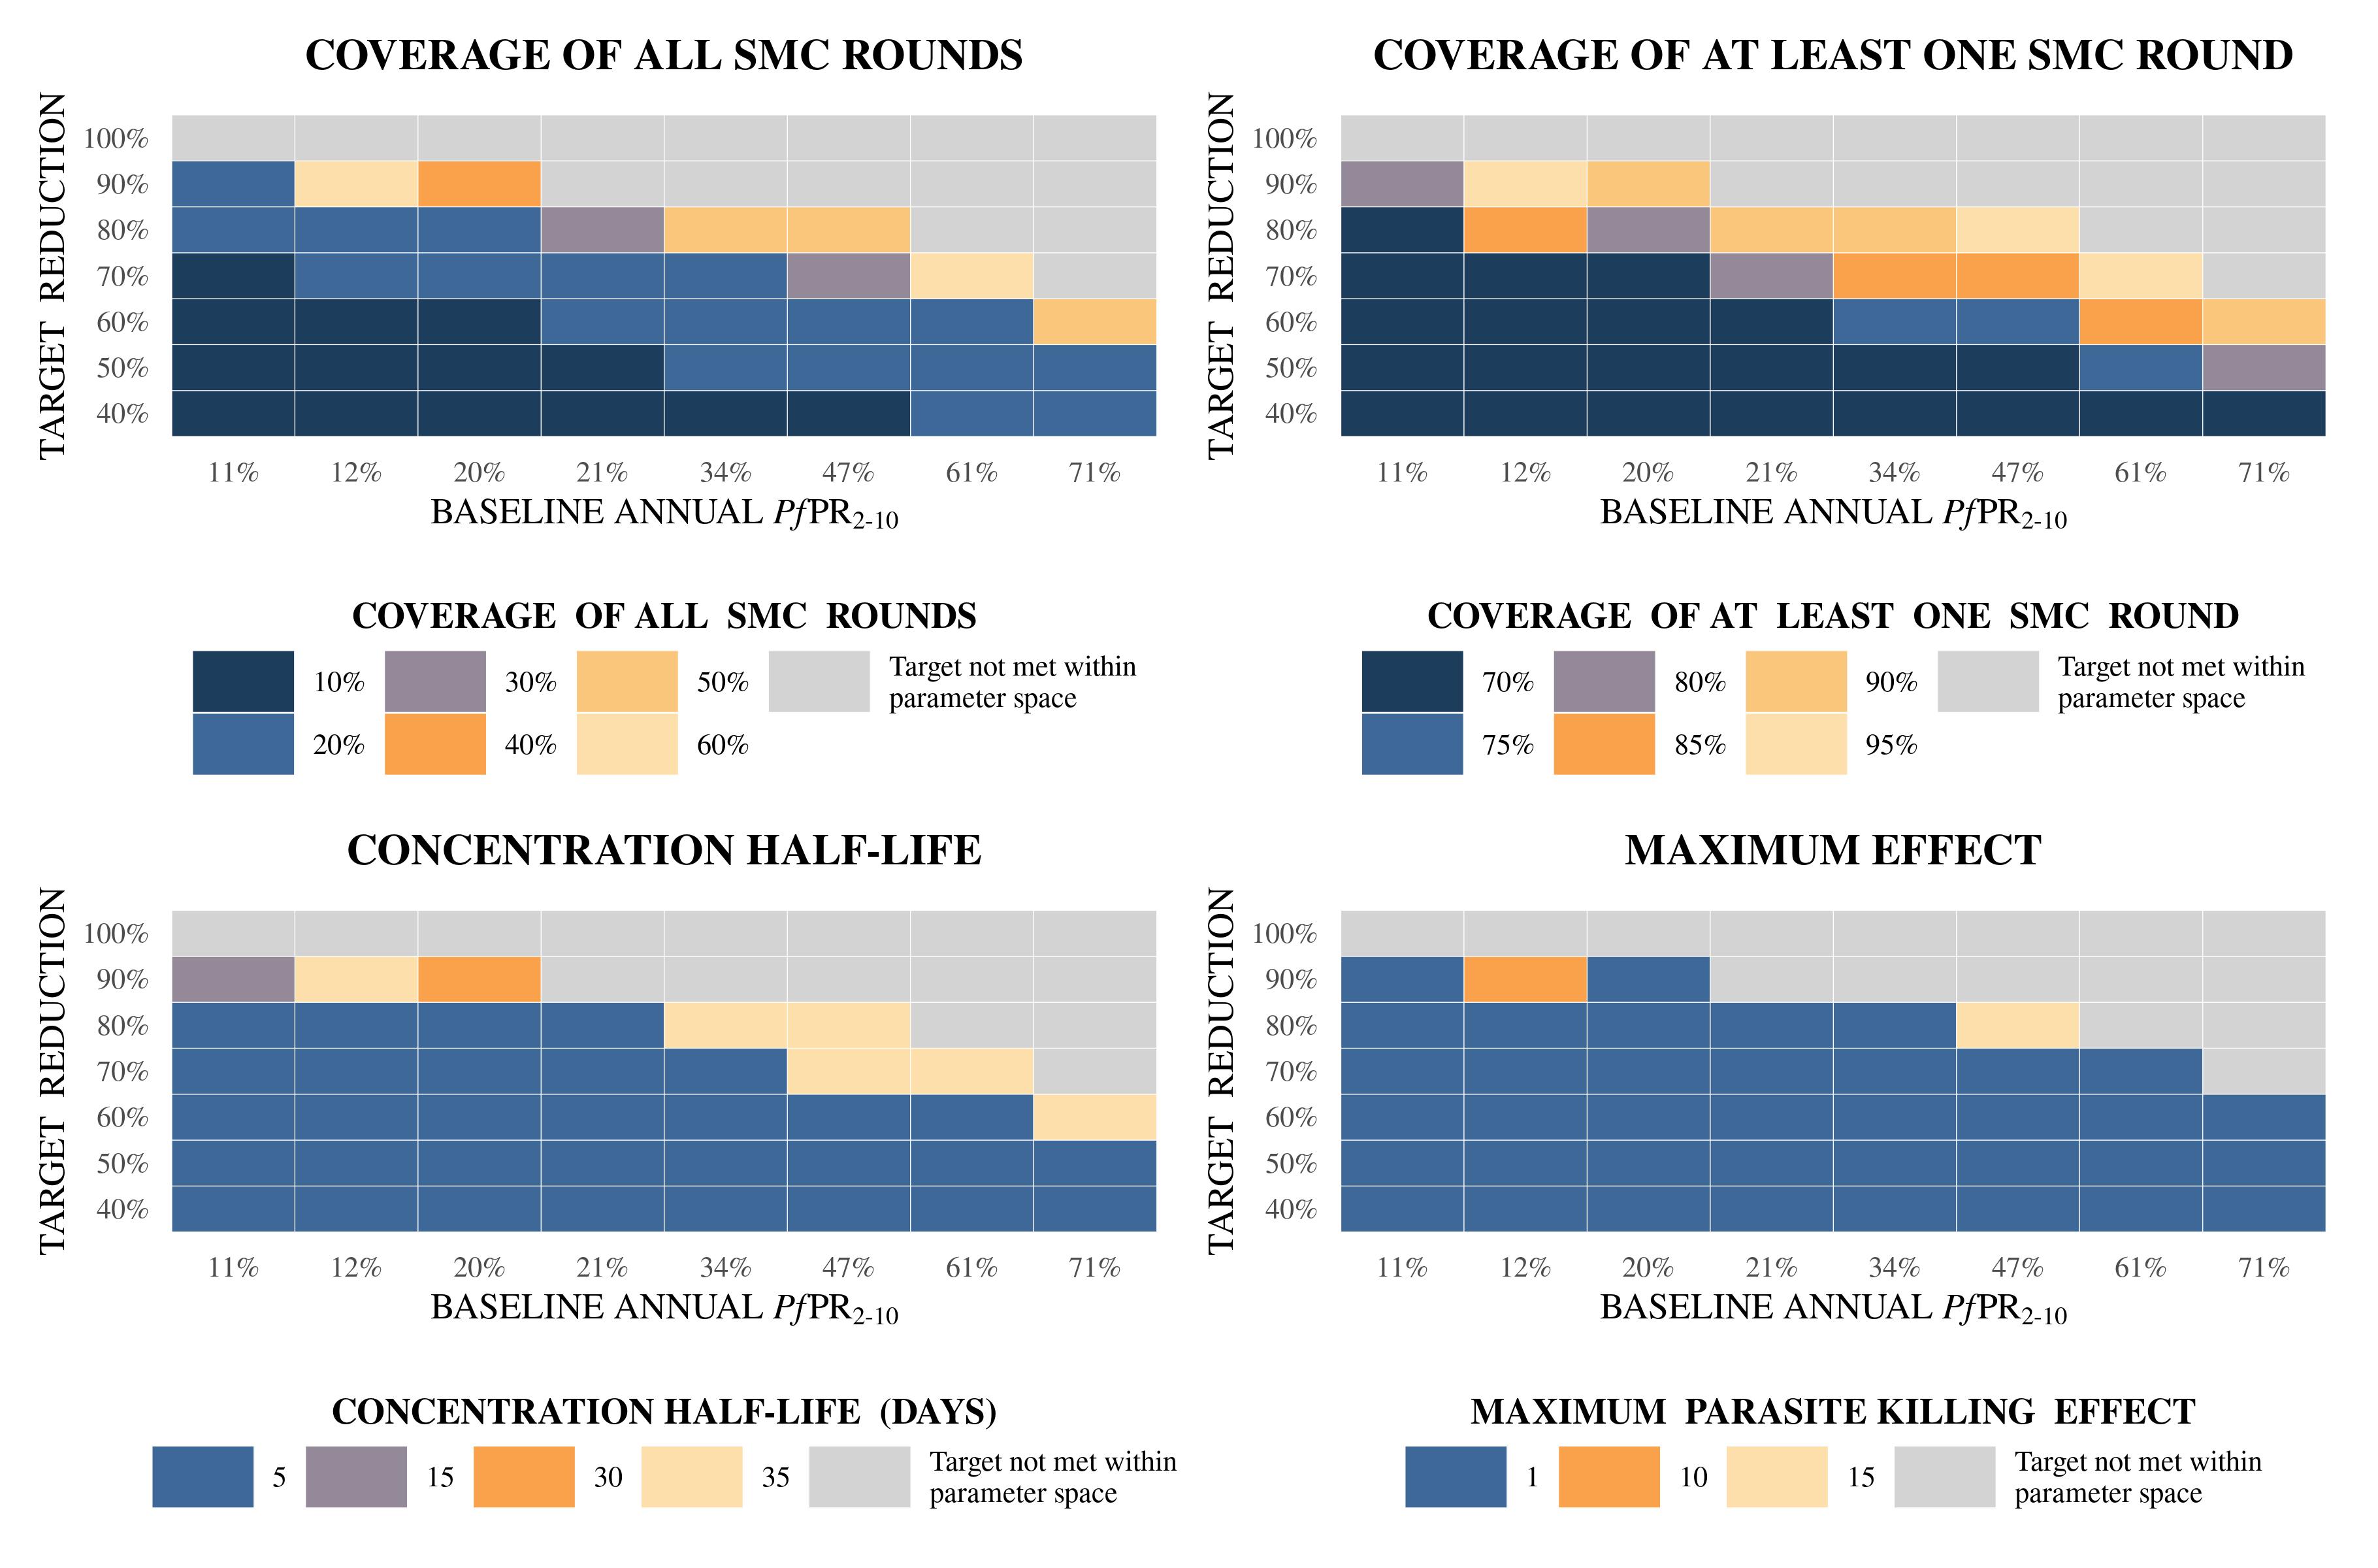 COVERAGE OF ALL SMC ROUNDS
TARGET REDUCTION
100%
90%
80%
70%
60%
50%
40%
11% 12% 20% 21% 34% 47% 61% 71%
BASELINE ANNUAL PfPR2-10
COVERAGE OF ALL SMC ROUNDS
10% 30% 50% Target not met within
parameter space
20% 40% 60%
COVERAGE OF AT LEAST ONE SMC ROUND
TARGET REDUCTION
100%
90%
80%
70%
60%
50%
40%
11% 12% 20% 21% 34% 47% 61% 71%
BASELINE ANNUAL PfPR2-10
COVERAGE OF AT LEAST ONE SMC ROUND
70% 80% 90% Target not met within
parameter space
75% 85% 95%
CONCENTRATION HALF-LIFE
TARGET REDUCTION
100%
90%
80%
70%
60%
50%
40%
11% 12% 20% 21% 34% 47% 61% 71%
BASELINE ANNUAL PfPR2-10
CONCENTRATION HALF-LIFE (DAYS)
5 15 30 35 Target not met within
parameter space
MAXIMUM EFFECT
TARGET REDUCTION
100%
90%
80%
70%
60%
50%
40%
11% 12% 20% 21% 34% 47% 61% 71%
BASELINE ANNUAL PfPR2-10
MAXIMUM PARASITE KILLING EFFECT
1 10 15 Target not met within
parameter space